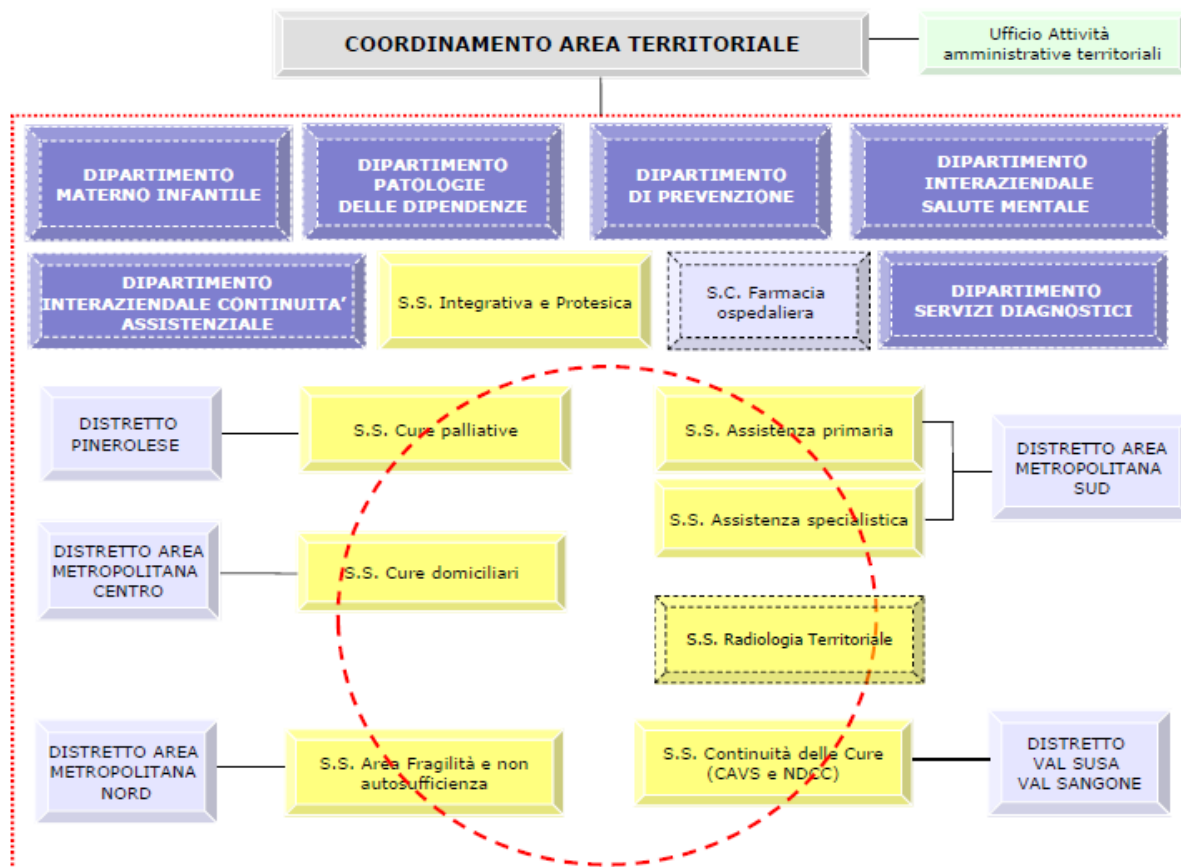 COORDINAMENTO AREA TERRITORIALE
Ufficio Attività
amministrative territoriali
DIPARTIMENTO
MATERNO INFANTILE
DIPARTIMENTO
PATOLOGIE
DELLE DIPENDENZE
DIPARTIMENTO
DI PREVENZIONE
DIPARTIMENTO
INTERAZIENDALE
SALUTE MENTALE
DIPARTIMENTO
INTERAZIENDALE CONTINUITA’
ASSISTENZIALE
S.S. Integrativa e Protesica
S.C. Farmacia
ospedaliera
DIPARTIMENTO
SERVIZI DIAGNOSTICI
DISTRETTO
PINEROLESE
S.S. Cure palliative
S.S. Assistenza primaria
DISTRETTO AREA
METROPOLITANA
SUD
S.S. Assistenza specialistica
DISTRETTO AREA
METROPOLITANA
CENTRO
S.S. Cure domiciliari
S.S. Radiologia Territoriale
DISTRETTO AREA
METROPOLITANA
NORD
S.S. Area Fragilità e non
autosufficienza
S.S. Continuità delle Cure
(CAVS e NDCC)
DISTRETTO
VAL SUSA
VAL SANGONE